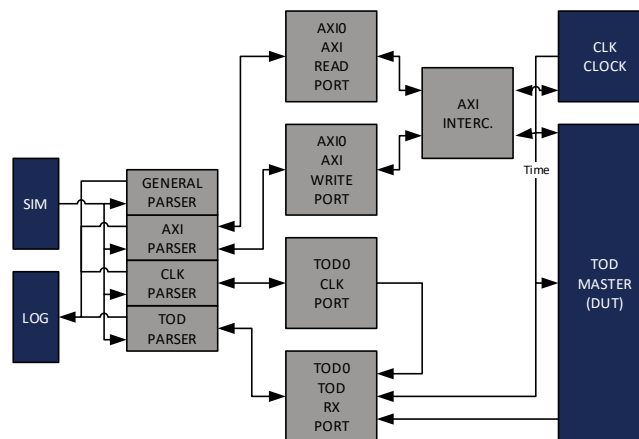 AXI0
AXI
READ
PORT
CLK
CLOCK
AXI
INTERC.
AXI0
AXI
WRITE
PORT
Time
GENERAL
PARSER
SIM
AXI
PARSER
CLK
PARSER
TOD
PARSER
LOG
TOD0
CLK
PORT
TOD
MASTER
(DUT)
TOD0
TOD
RX
PORT